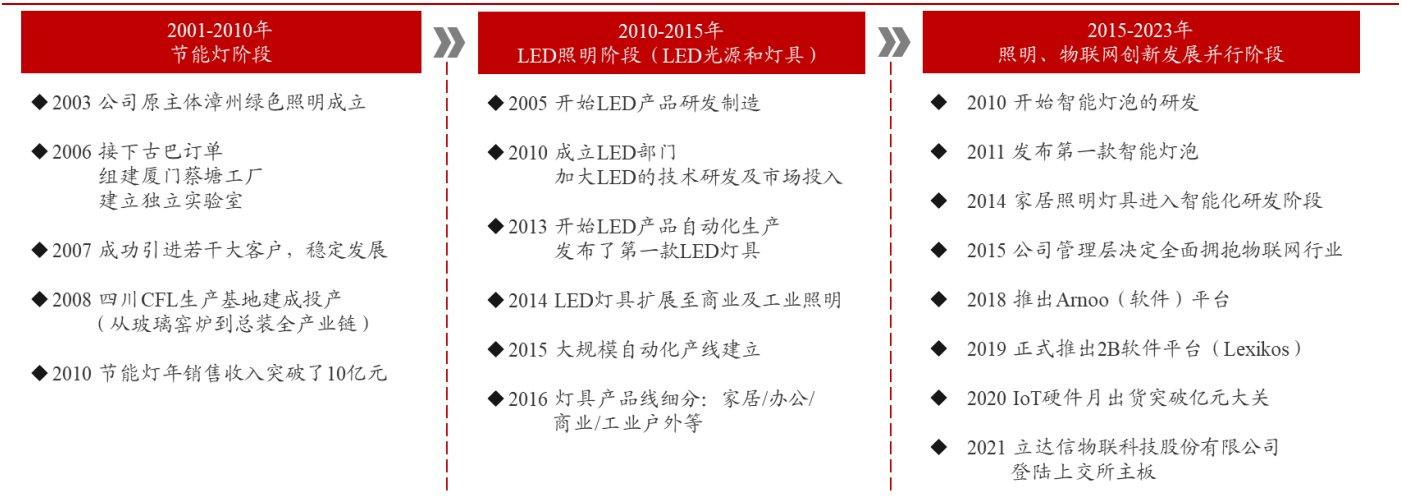 2001-2010年
节能灯阶段
◆2003 公司原主体漳州绿色照明成立
◆2006 接下古巴订单
组建厦门蔡塘工厂
建立独立实验室
◆2007 成功引进若干大客户，稳定发展
◆2008 四川CFL生产基地建成投产
（从玻璃窑炉到总装全产业链）
◆2010 节能灯年销售收入突破了10亿元
2010-2015年
LED照明阶段（LED光源和灯具）
◆2005 开始LED产品研发制造
◆2010 成立LED部门
加大LED的技术研发及市场投入
◆2013 开始LED产品自动化生产
发布了第一款LED灯具
◆2014 LED灯具扩展至商业及工业照明
◆2015 大规模自动化产线建立
◆2016 灯具产品线细分：家居/办公/
商业/工业户外等
2015-2023年
照明、物联网创新发展并行阶段
◆ 2010 开始智能灯泡的研发
◆ 2011 发布第一款智能灯泡
◆ 2014 家居照明灯具进入智能化研发阶段
◆ 2015 公司管理层决定全面拥抱物联网行业
◆ 2018 推出Arnoo（软件）平台
◆ 2019 正式推出2B软件平台（Lexikos）
◆ 2020 IoT硬件月出货突破亿元大关
◆ 2021 立达信物联科技股份有限公司
登陆上交所主板